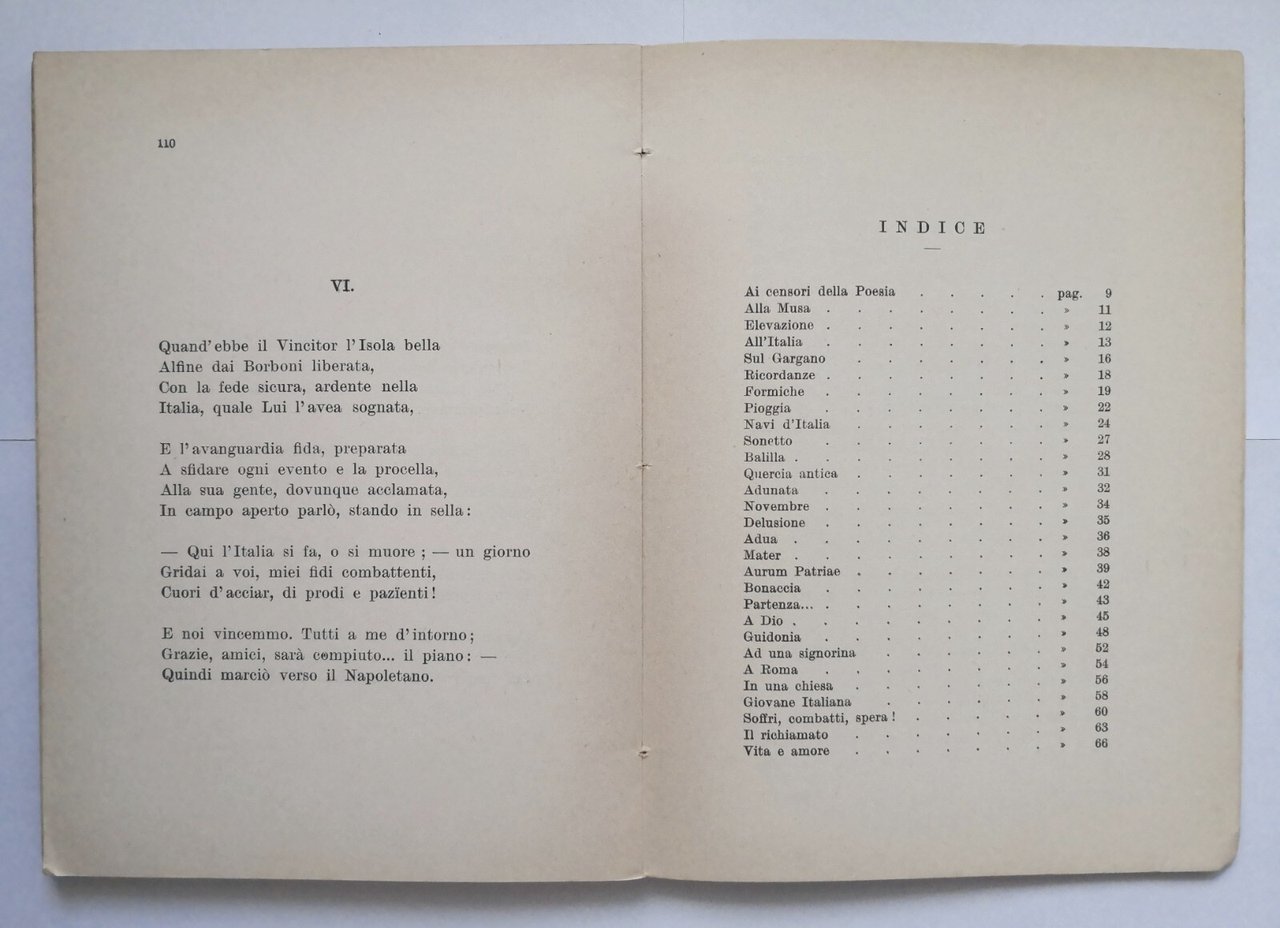 110
VI.
Quand' ebbe il Vincitor l' Isola bella
Alfine dai Borboni liberata,
Con la fede sicura, ardente nella
Italia, quale Lui l' avea sognata,
E l' avanguardia fida, preparata
A sfidare ogni evento e la procella,
Alla sua gente, dovunque acclamata,
In campo aperto parlò, stando in sella:
— Qui l'Italia si fa, o si muore ; — un giorno
Gridai a voi, miei fidi combattenti,
Cuori d' acciar, di prodi e pazïenti!
E noi vincemmo. Tutti a me d' intorno;
Grazie, amici, sarà compiuto... il piano: —
Quindi marciò verso il Napoletano.
INDICE
Ai censori della Poesia . . . . . pag. 9
Alla Musa . . . . . . . . » 11
Elevazione . . . . . . . . » 12
All'Italia . . . . . . . . » 13
Sul Gargano . . . . . . . » 16
Ricordanze . . . . . . . . » 18
Formiche . . . . . . . . » 19
Pioggia . . . . . . . . » 22
Navi d'Italia . . . . . . . » 24
Sonetto . . . . . . . . » 27
Balilla . . . . . . . . . » 28
Quercia antica . . . . . . . » 31
Adunata . . . . . . . . » 32
Novembre . . . . . . . . » 34
Delusione . . . . . . . . » 35
Adua . . . . . . . . . » 36
Mater . . . . . . . . . » 38
Aurum Patriae . . . . . . . » 39
Bonaccia . . . . . . . . » 42
Partenza... . . . . . . . . » 43
A Dio . . . . . . . . . » 45
Guidonia . . . . . . . . » 48
Ad una signorina . . . . . . » 52
A Roma . . . . . . . . » 54
In una chiesa . . . . . . . » 56
Giovane Italiana . . . . . . » 58
Soffri, combatti, spera ! . . . . . » 60
Il richiamato . . . . . . . » 63
Vita e amore . . . . . . . » 66